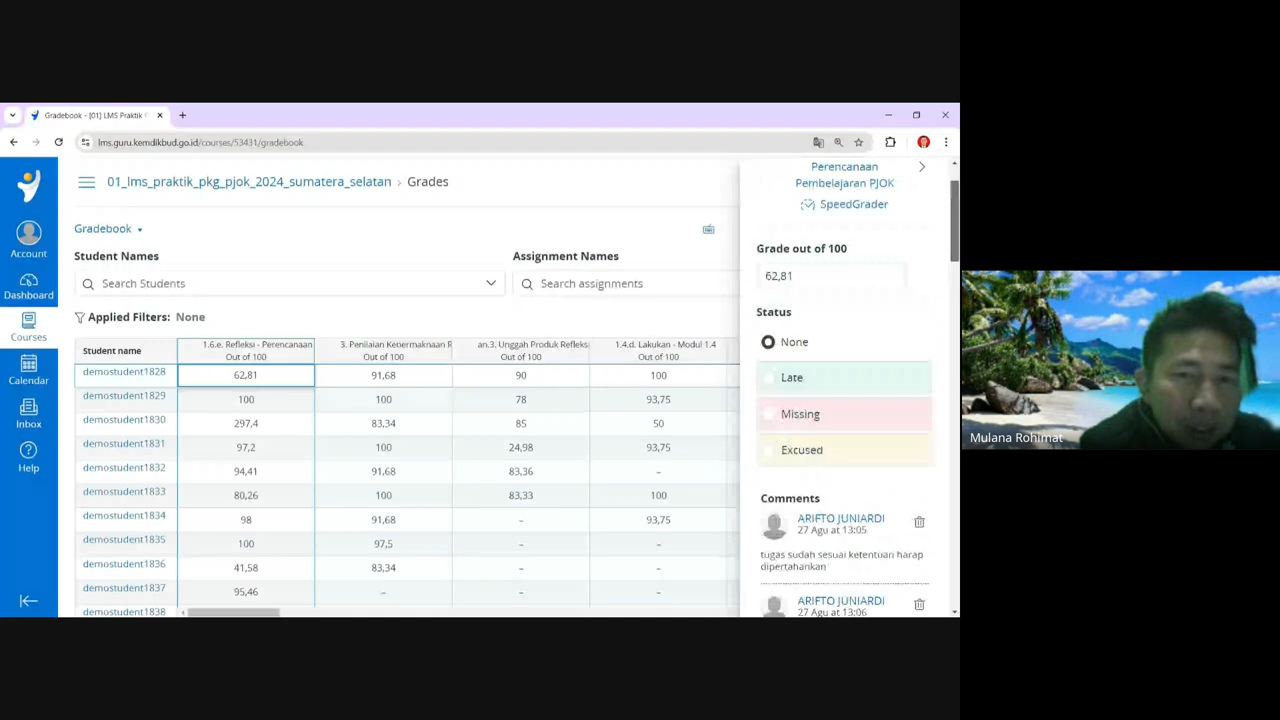 Gradebook - [01] LMS Praktik
lms.guru.kemdikbud.go.id/courses/53431/gradebook
Account
Dashboard
Courses
Calendar
Inbox
Help
01_lms_praktik_pkg_pjok_2024_sumatera_selatan > Grades
Gradebook
Student Names
Search Students
Assignment Names
Search assignments
Applied Filters: None
Student name
1.6.e. Refleksi - Perencanaan
Out of 100
3. Penilaian Kebermaknaan R
Out of 100
an.3. Unggah Produk Refleks
Out of 100
1.4.d. Lakukan - Modul 1.4
Out of 100
demostudent1828 62,81 91,68 90 100
demostudent1829 100 100 78 93,75
demostudent1830 297,4 83,34 85 50
demostudent1831 97,2 100 24,98 93,75
demostudent1832 94,41 91,68 83,36 –
demostudent1833 80,26 100 83,33 100
demostudent1834 98 91,68 – 93,75
demostudent1835 100 97,5 – –
demostudent1836 41,58 83,34 – –
demostudent1837 95,46 – – –
demostudent1838
Perencanaan
Pembelajaran PJOK
SpeedGrader
Grade out of 100
62,81
Status
None
Late
Missing
Excused
Comments
ARIFTO JUNIARDI
27 Agu at 13:05
tugas sudah sesuai ketentuan harap
dipertahankan
ARIFTO JUNIARDI
27 Agu at 13:06
Mulana Rohimat